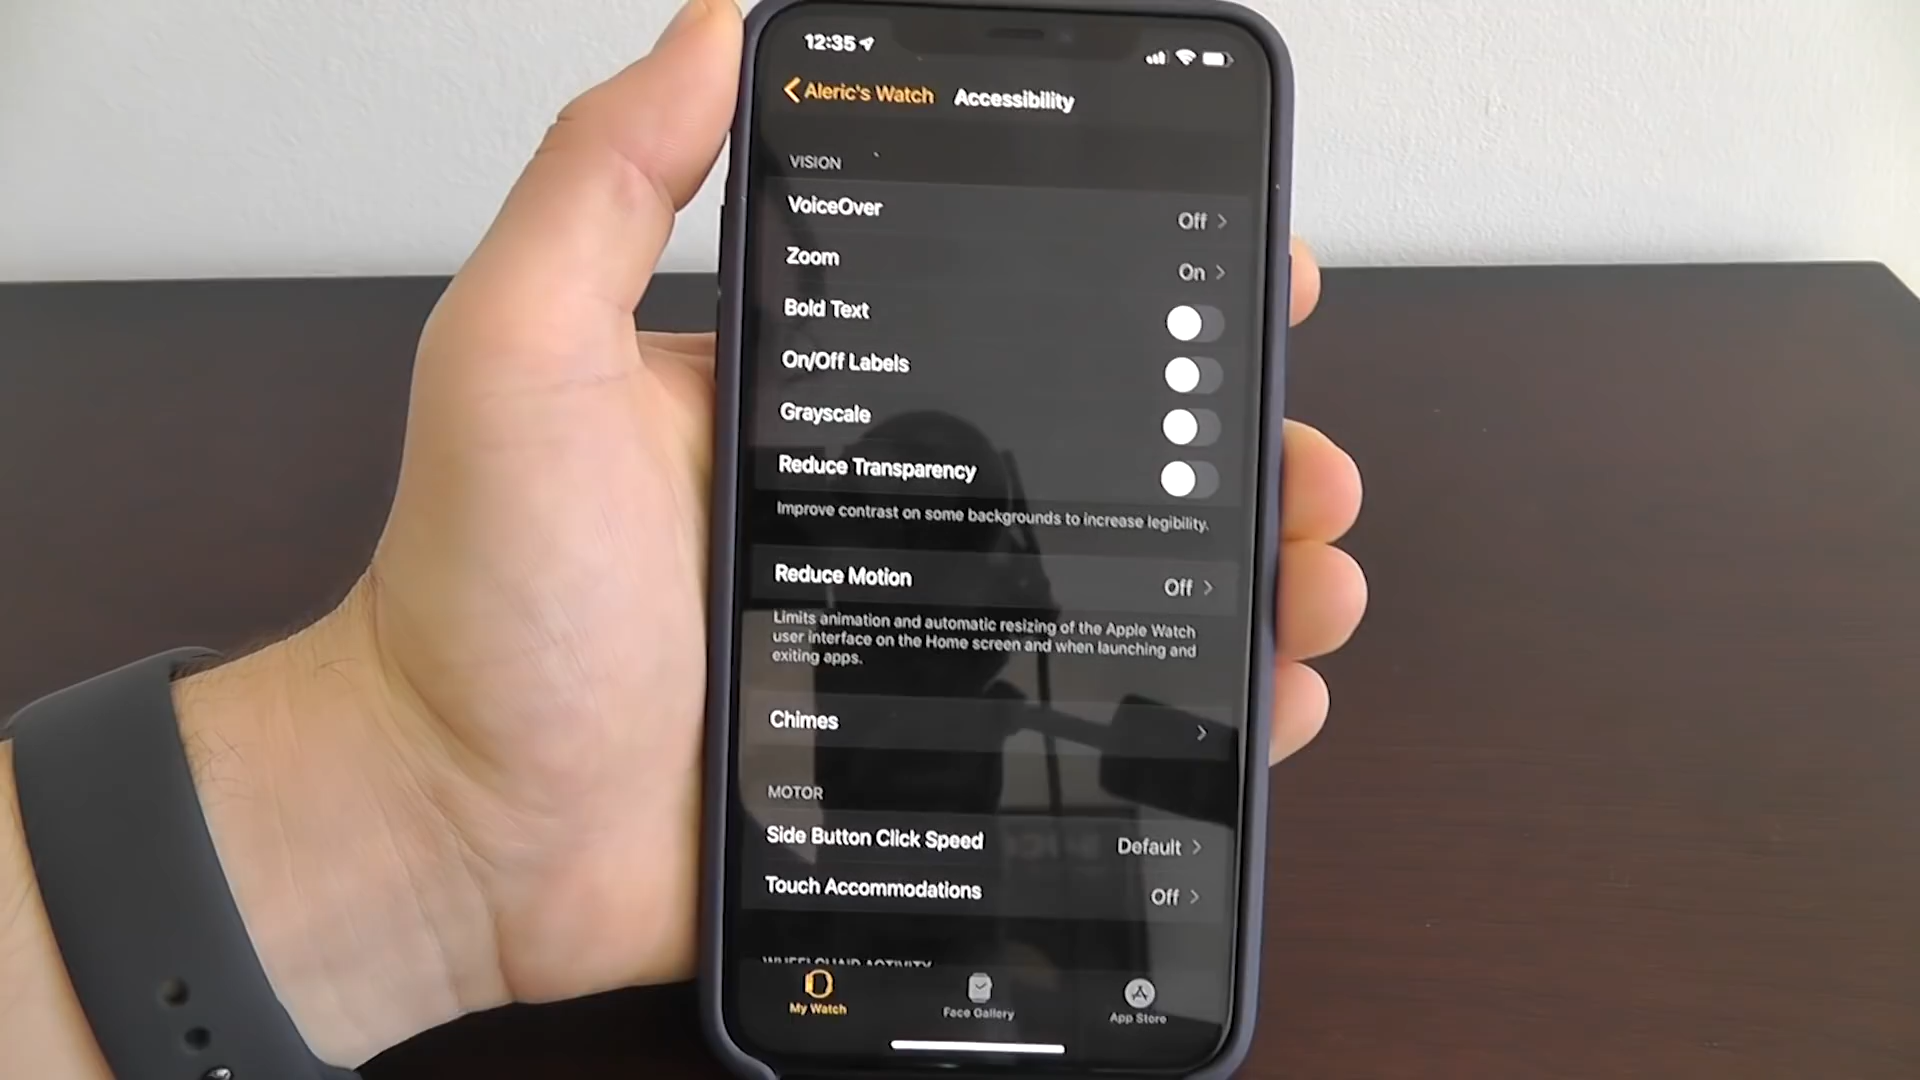 12:35
Aleric's Watch Accessibility
VISION
VoiceOver Off
Zoom On
Bold Text
On/Off Labels
Grayscale
Reduce Transparency
Improve contrast on some backgrounds to increase legibility.
Reduce Motion Off
Limits animation and automatic resizing of the Apple Watch
user interface on the Home screen and when launching and
exiting apps.
Chimes
MOTOR
Side Button Click Speed Default
Touch Accommodations Off
WHEELCHAIR ACTIVITY
My Watch Face Gallery App Store